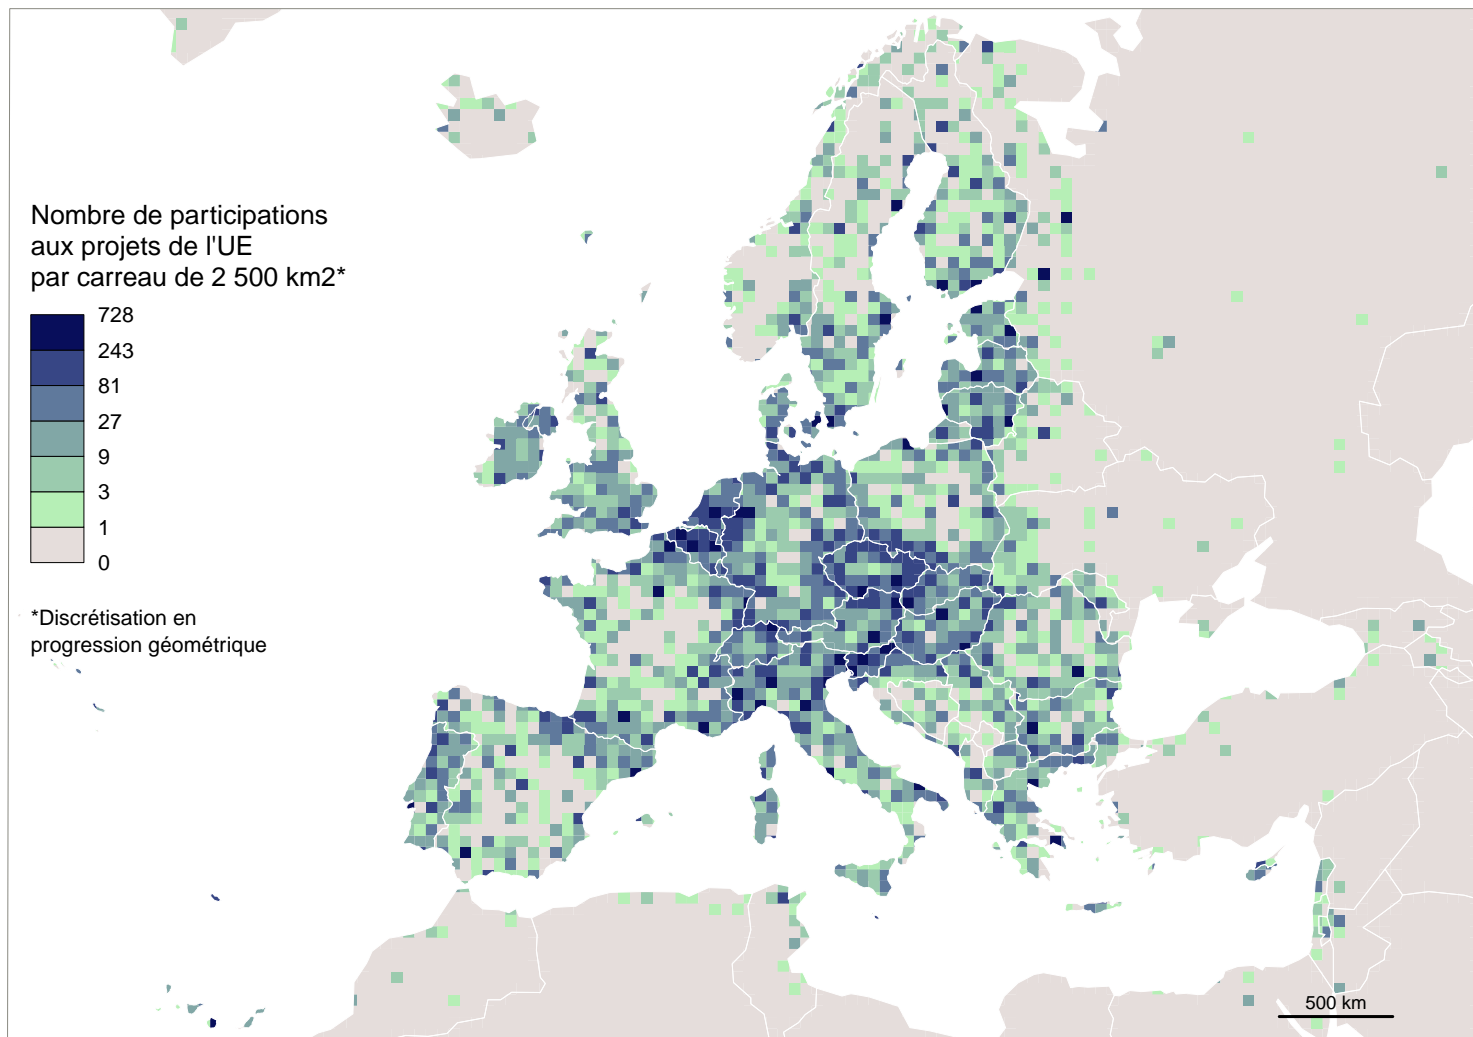 Nombre de participations
aux projets de l'UE
par carreau de 2 500 km2*
728
243
81
27
9
3
1
0
*Discrétisation en
progression géométrique
500 km